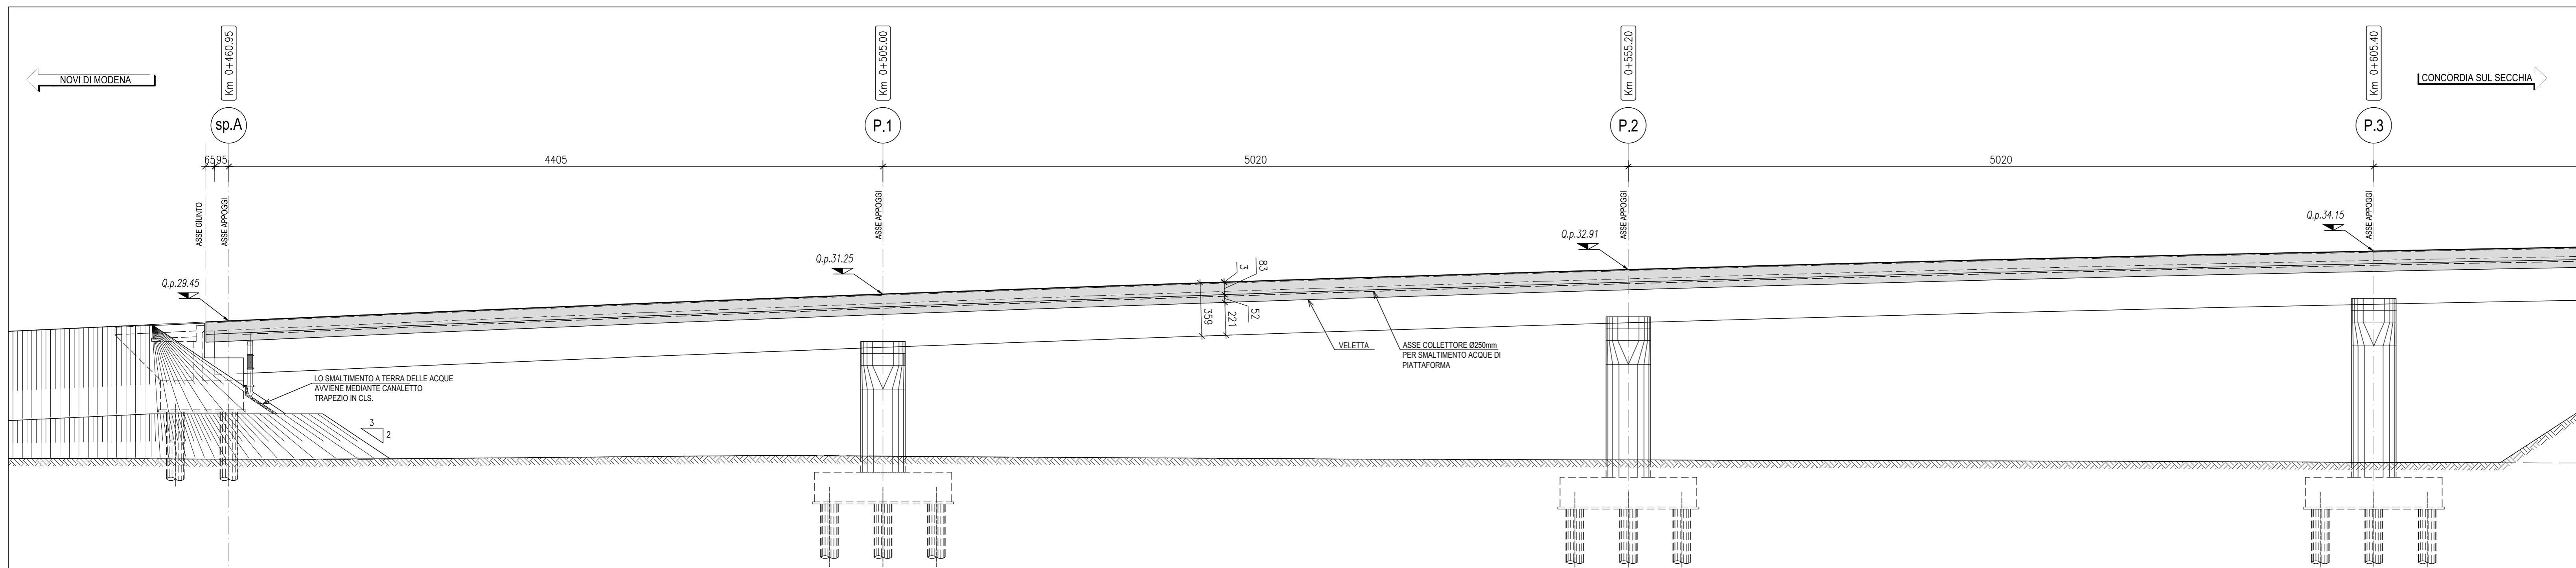 Km 0+460.95
Km 0+505.00
Km 0+555.20
Km 0+605.40
NOVI DI MODENA
CONCORDIA SUL SECCHIA
sp.A
P.1
P.2
P.3
65 95
4405
5020
5020
ASSE GIUNTO
ASSE APPOGGI
ASSE APPOGGI
ASSE APPOGGI
ASSE APPOGGI
Q.p.34.15
Q.p.32.91
Q.p.31.25
Q.p.29.45
3
83
359
221
52
VELETTA
ASSE COLLETTORE Ø250mm
PER SMALTIMENTO ACQUE DI
PIATTAFORMA
LO SMALTIMENTO A TERRA DELLE ACQUE
AVVIENE MEDIANTE CANALETTO
TRAPEZIO IN CLS.
3
2